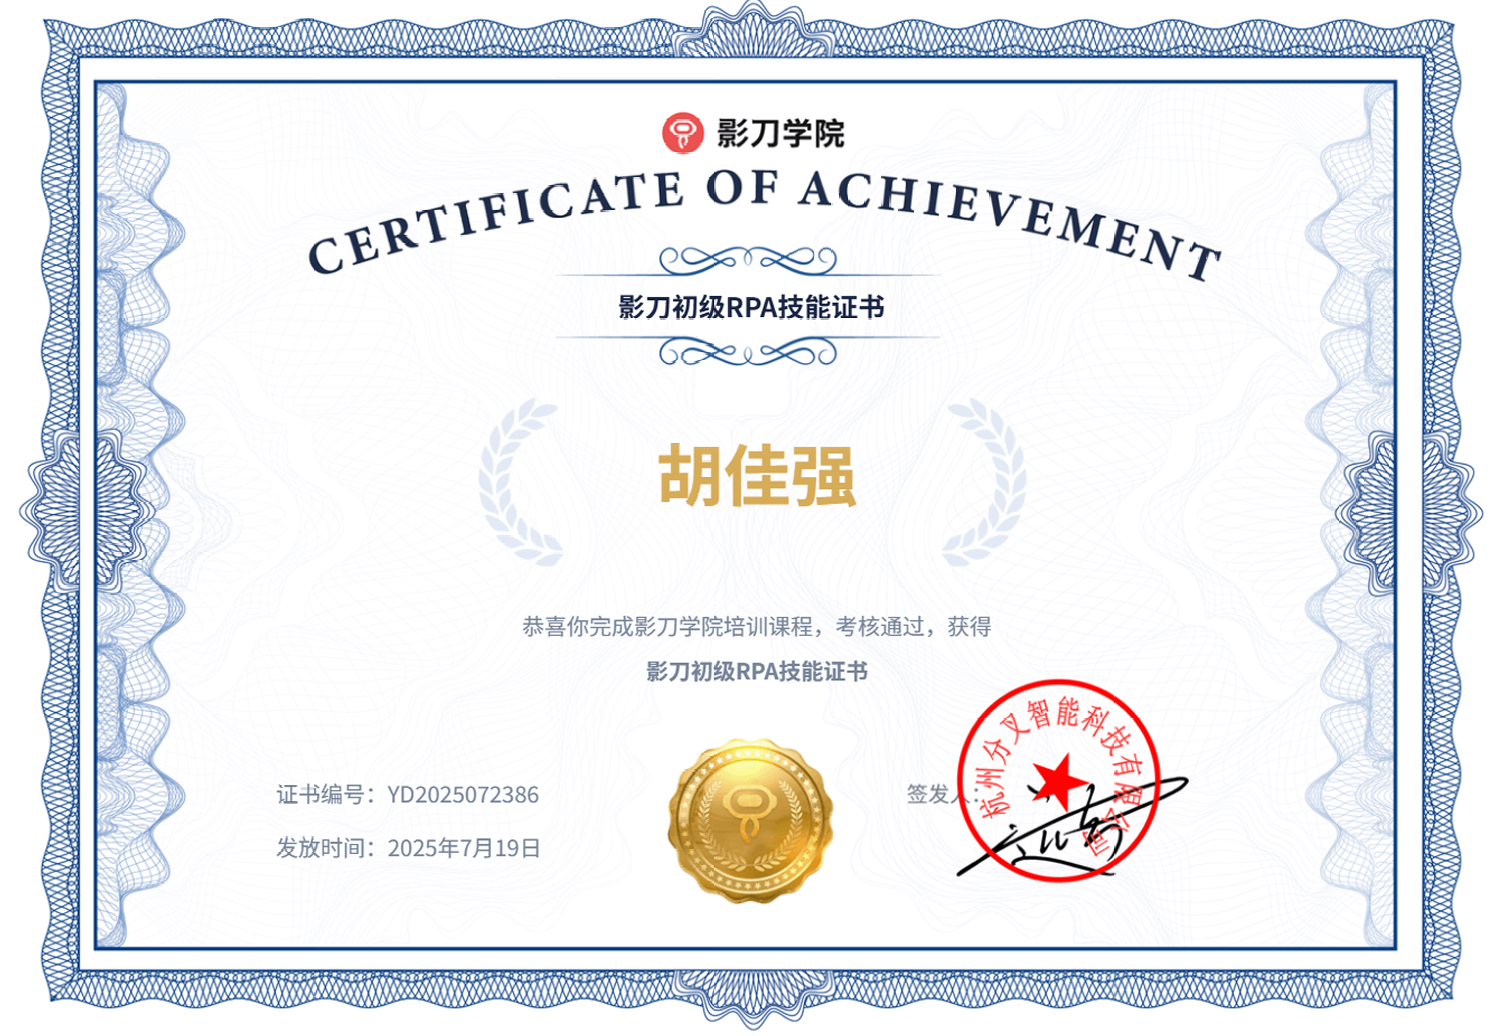 影刀学院
CERTIFICATE OF ACHIEVEMENT
影刀初级RPA技能证书
胡佳强
恭喜你完成影刀学院培训课程，考核通过，获得
影刀初级RPA技能证书
证书编号：YD2025072386
发放时间：2025年7月19日
签发人：
杭州分叉智能科技有限公司